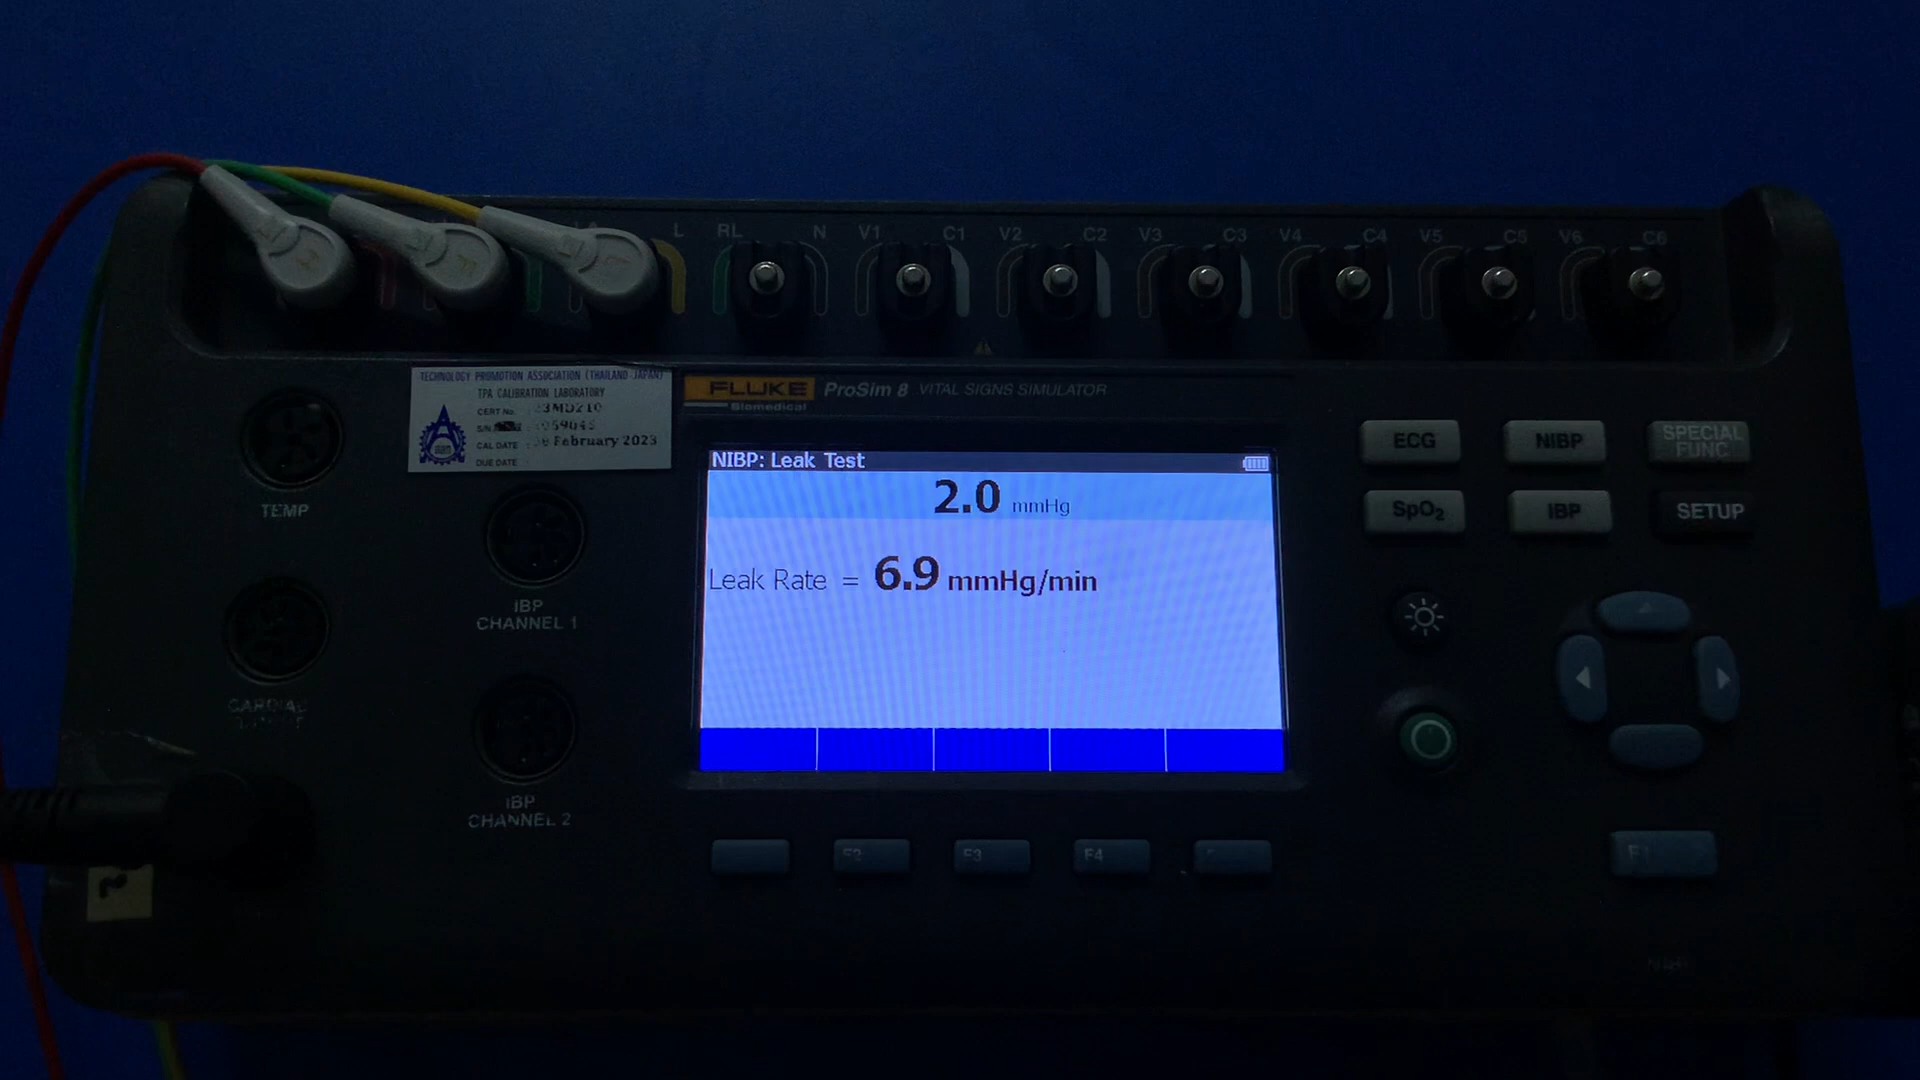 L RL N V1 C1 V2 C2 V3 C3 V4 C4 V5 C5 V6 C6
TECHNOLOGY PROMOTION ASSOCIATION (THAILAND-JAPAN)
TPA CALIBRATION LABORATORY
CERT No. :
S/N
CAL DATE : February 2023
DUE DATE :
FLUKE
Biomedical
ProSim 8 VITAL SIGNS SIMULATOR
NIBP: Leak Test
2.0 mmHg
Leak Rate = 6.9 mmHg/min
ECG NIBP SPECIAL
FUNC
SpO₂ IBP SETUP
TEMP
IBP
CHANNEL 1
CARDIAC
IBP
CHANNEL 2
F2 F3 F4